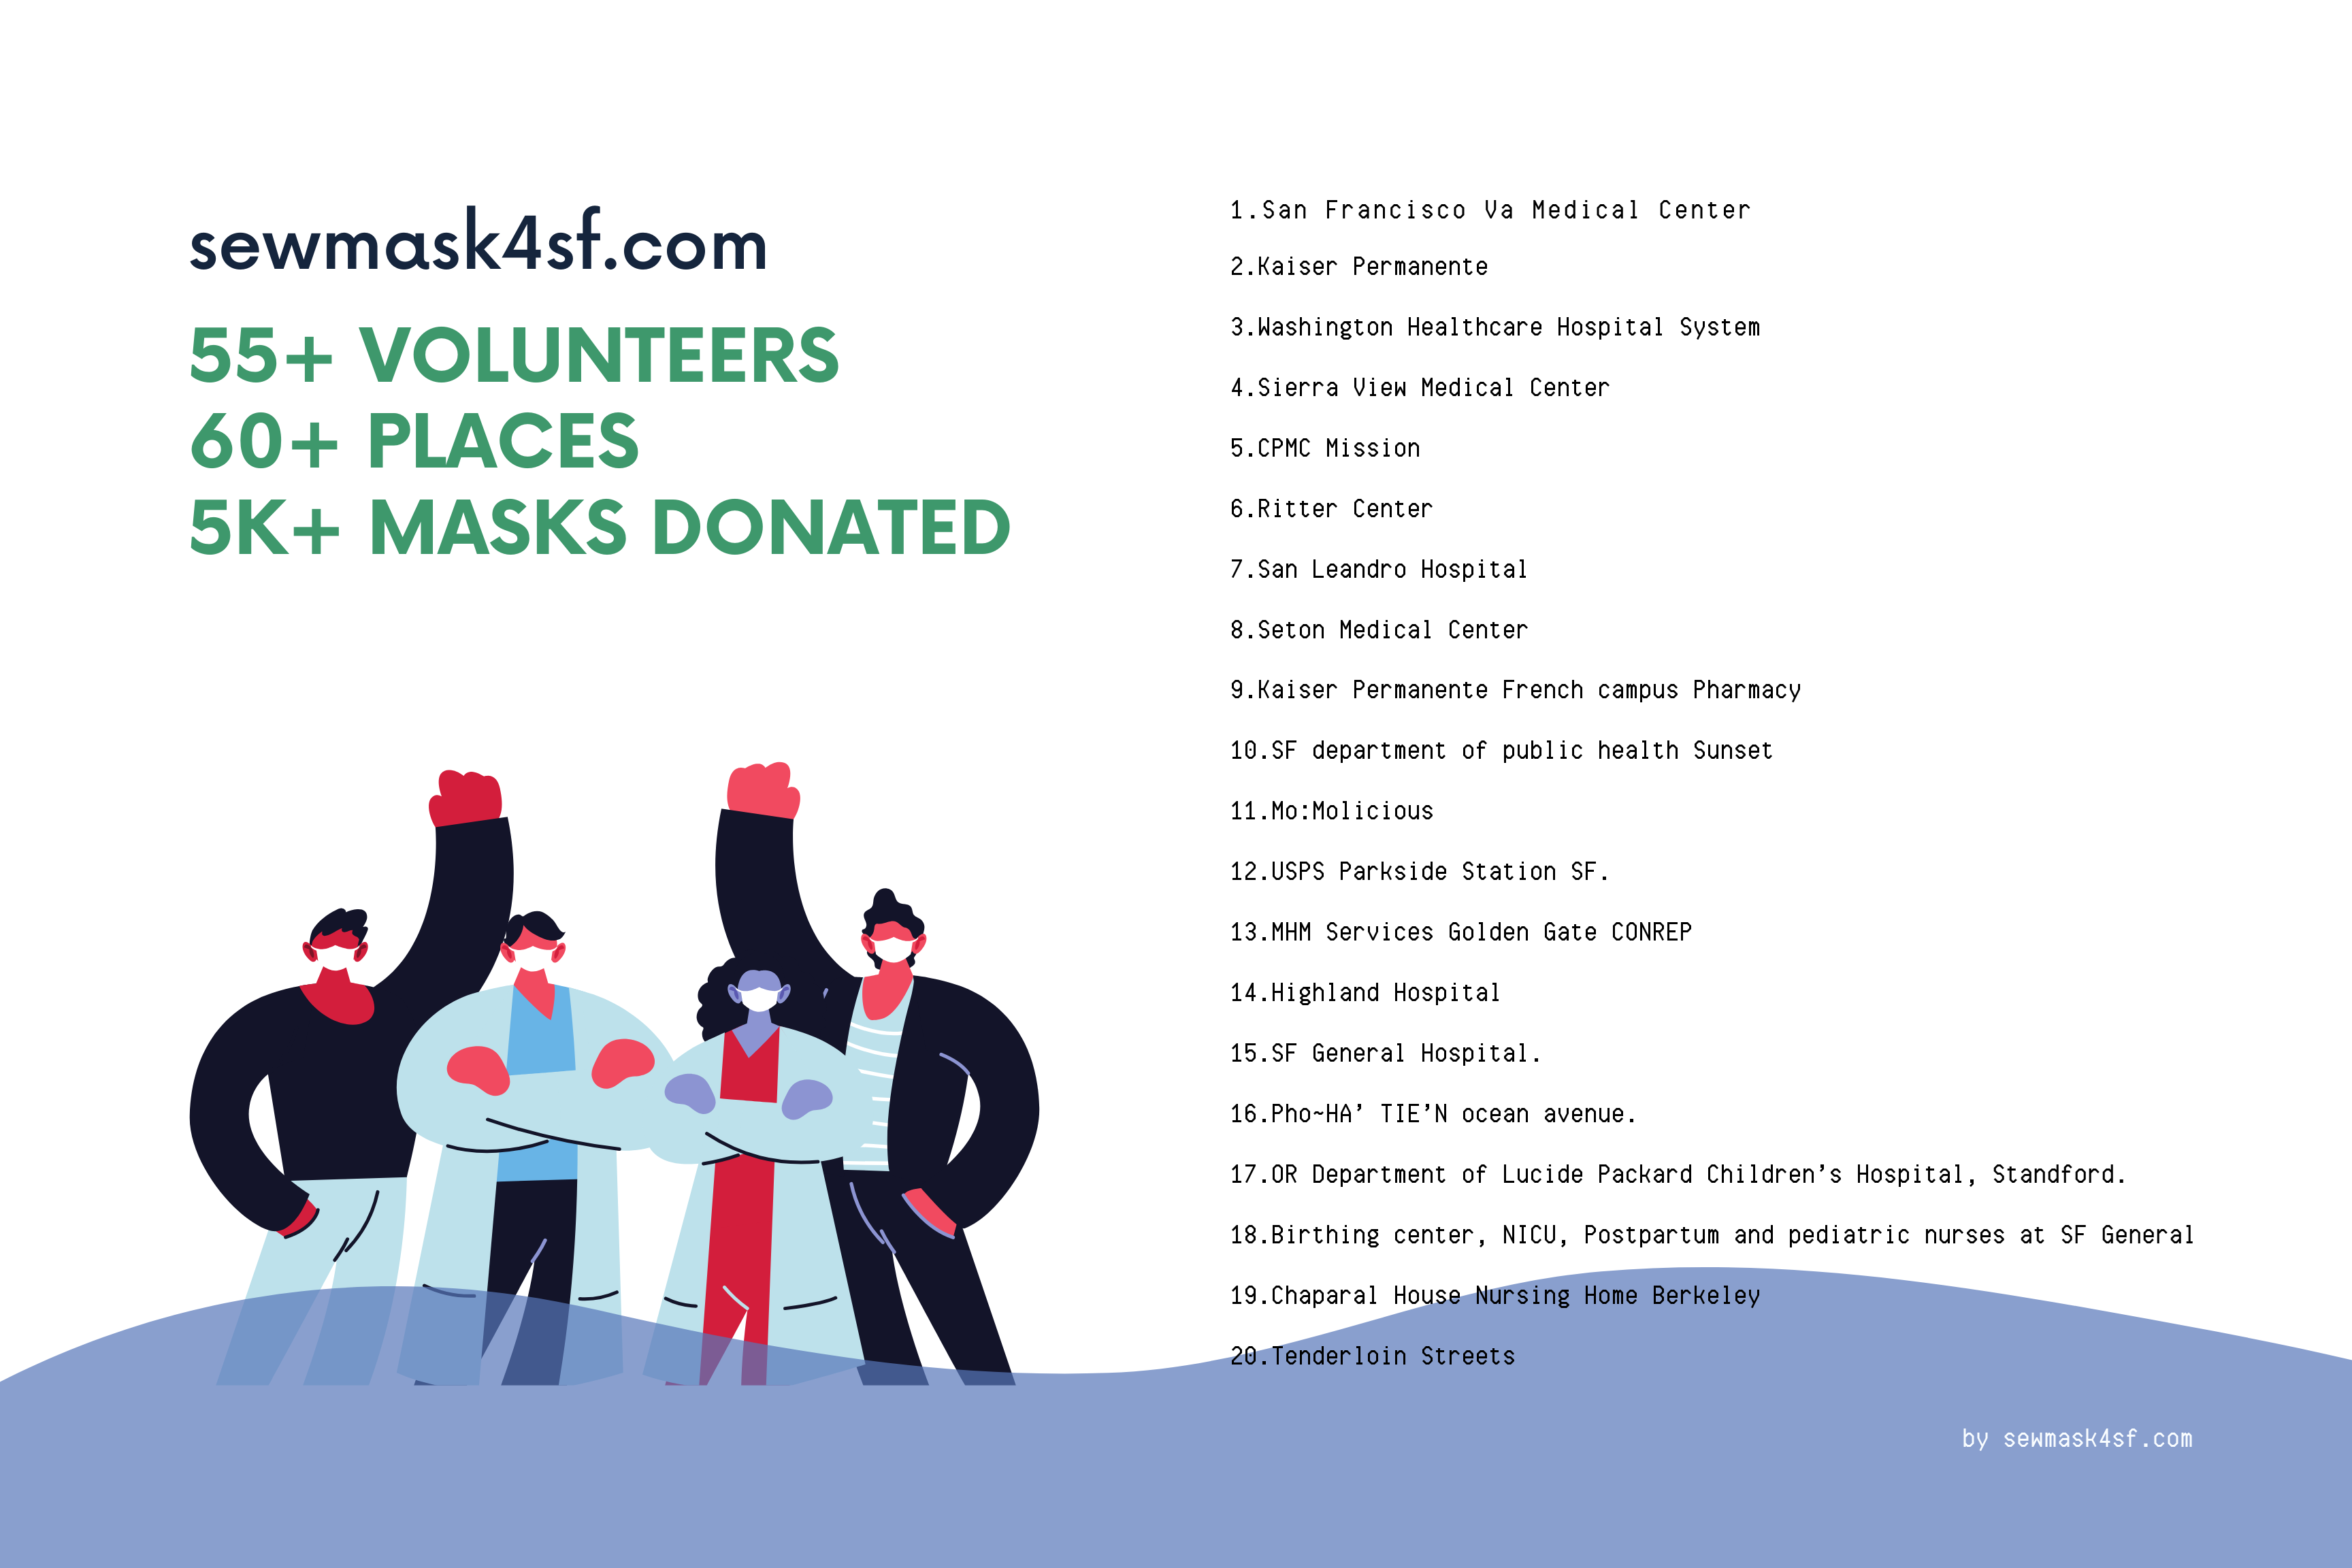 sewmask4sf.com
55+ VOLUNTEERS
60+ PLACES
5K+ MASKS DONATED
1.San Francisco Va Medical Center
2.Kaiser Permanente
3.Washington Healthcare Hospital System
4.Sierra View Medical Center
5.CPMC Mission
6.Ritter Center
7.San Leandro Hospital
8.Seton Medical Center
9.Kaiser Permanente French campus Pharmacy
10.SF department of public health Sunset
11.Mo:Molicious
12.USPS Parkside Station SF.
13.MHM Services Golden Gate CONREP
14.Highland Hospital
15.SF General Hospital.
16.Pho~HA’ TIE’N ocean avenue.
17.OR Department of Lucide Packard Children’s Hospital, Standford.
18.Birthing center, NICU, Postpartum and pediatric nurses at SF General
19.Chaparal House Nursing Home Berkeley
20.Tenderloin Streets
by sewmask4sf.com